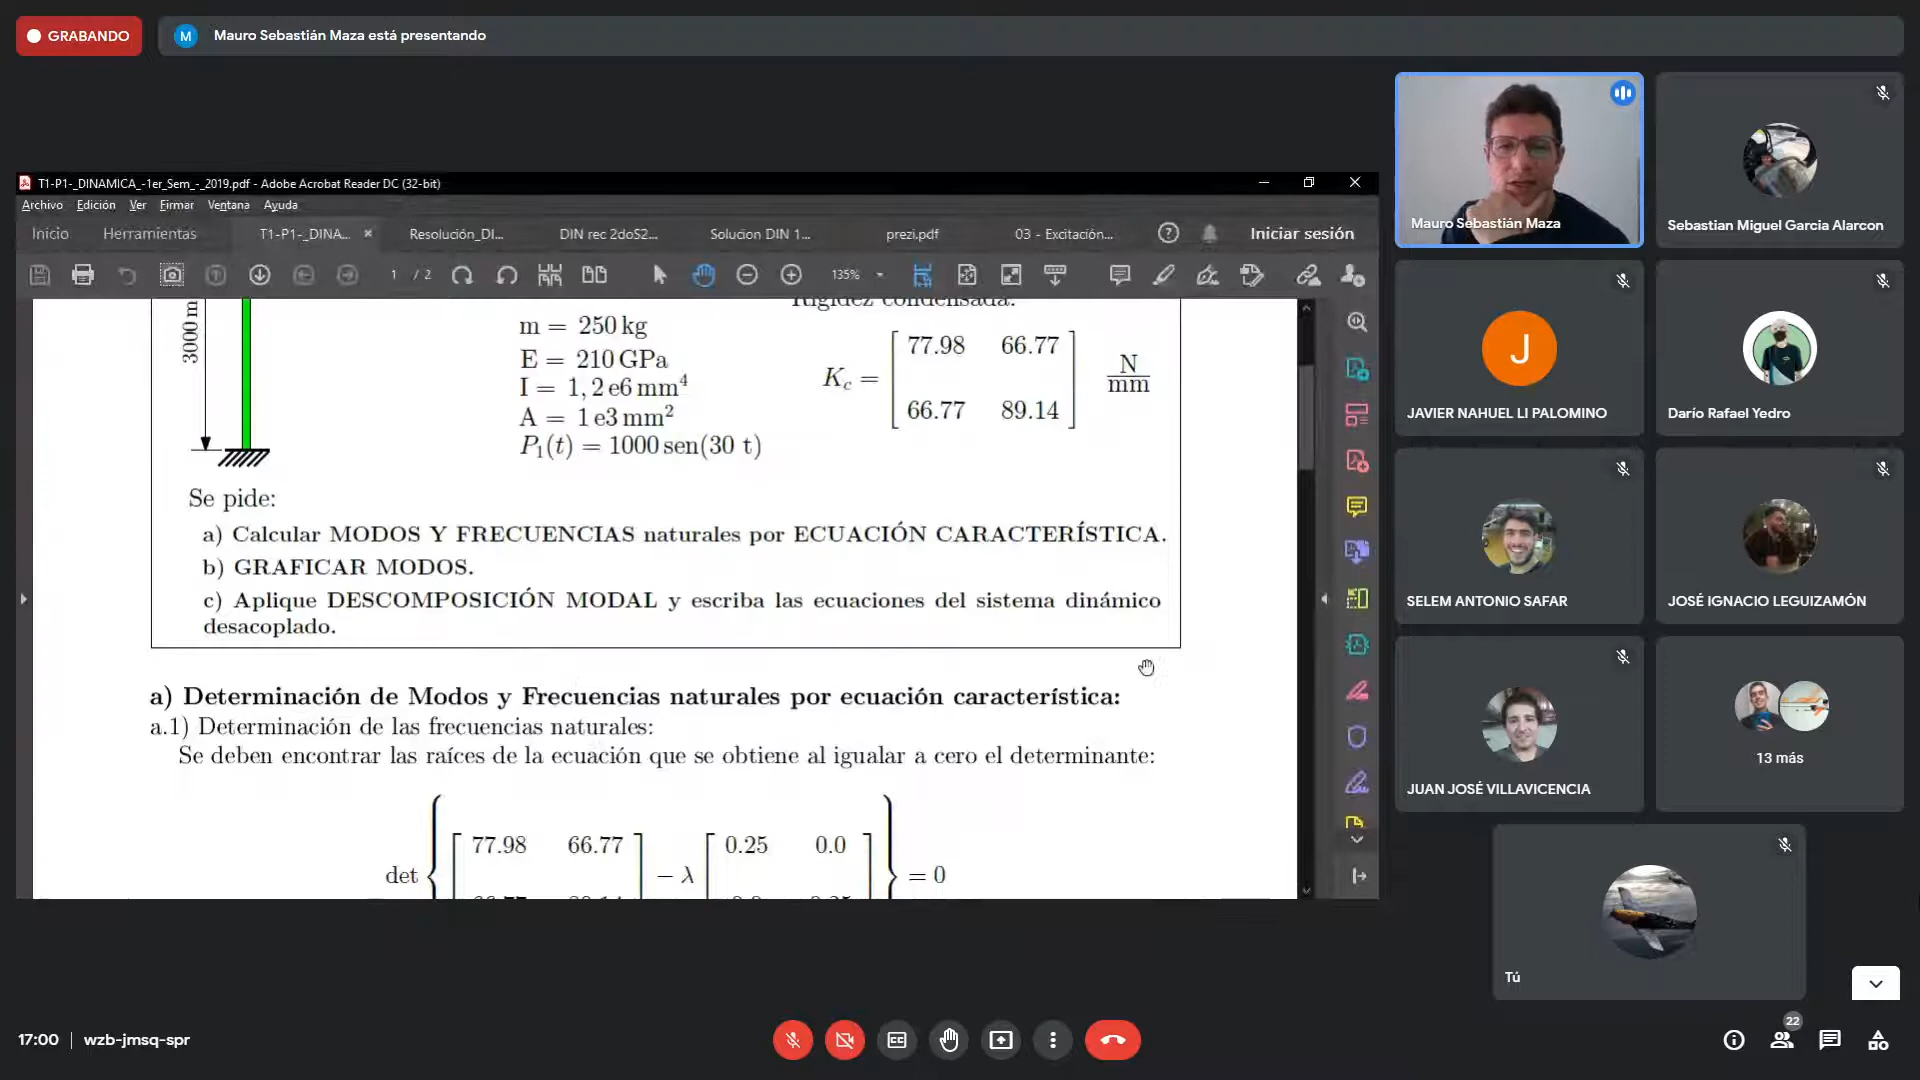 GRABANDO
M
Mauro Sebastián Maza está presentando
T1-P1-_DINAMICA_-1er_Sem_-_2019.pdf - Adobe Acrobat Reader DC (32-bit)
Archivo Edición Ver Firmar Ventana Ayuda
Inicio Herramientas T1-P1-_DINA... Resolución_DI... DIN rec 2doS2... Solucion DIN 1... prezi.pdf 03 - Excitación... Iniciar sesión
1 / 2 135%
3000 m
Rigidez condensada:
m = 250 kg
E = 210 GPa
I = 1, 2 e6 mm⁴
A = 1 e3 mm²
P₁(t) = 1000 sen(30 t)
77.98 66.77
K_c = N/mm
66.77 89.14
Se pide:
a) Calcular MODOS Y FRECUENCIAS naturales por ECUACIÓN CARACTERÍSTICA.
b) GRAFICAR MODOS.
c) Aplique DESCOMPOSICIÓN MODAL y escriba las ecuaciones del sistema dinámico
desacoplado.
a) Determinación de Modos y Frecuencias naturales por ecuación característica:
a.1) Determinación de las frecuencias naturales:
Se deben encontrar las raíces de la ecuación que se obtiene al igualar a cero el determinante:
77.98 66.77 0.25 0.0
det − λ = 0
Mauro Sebastián Maza
Sebastian Miguel Garcia Alarcon
J
JAVIER NAHUEL LI PALOMINO
Darío Rafael Yedro
SELEM ANTONIO SAFAR
JOSÉ IGNACIO LEGUIZAMÓN
JUAN JOSÉ VILLAVICENCIA
13 más
Tú
17:00 | wzb-jmsq-spr
22